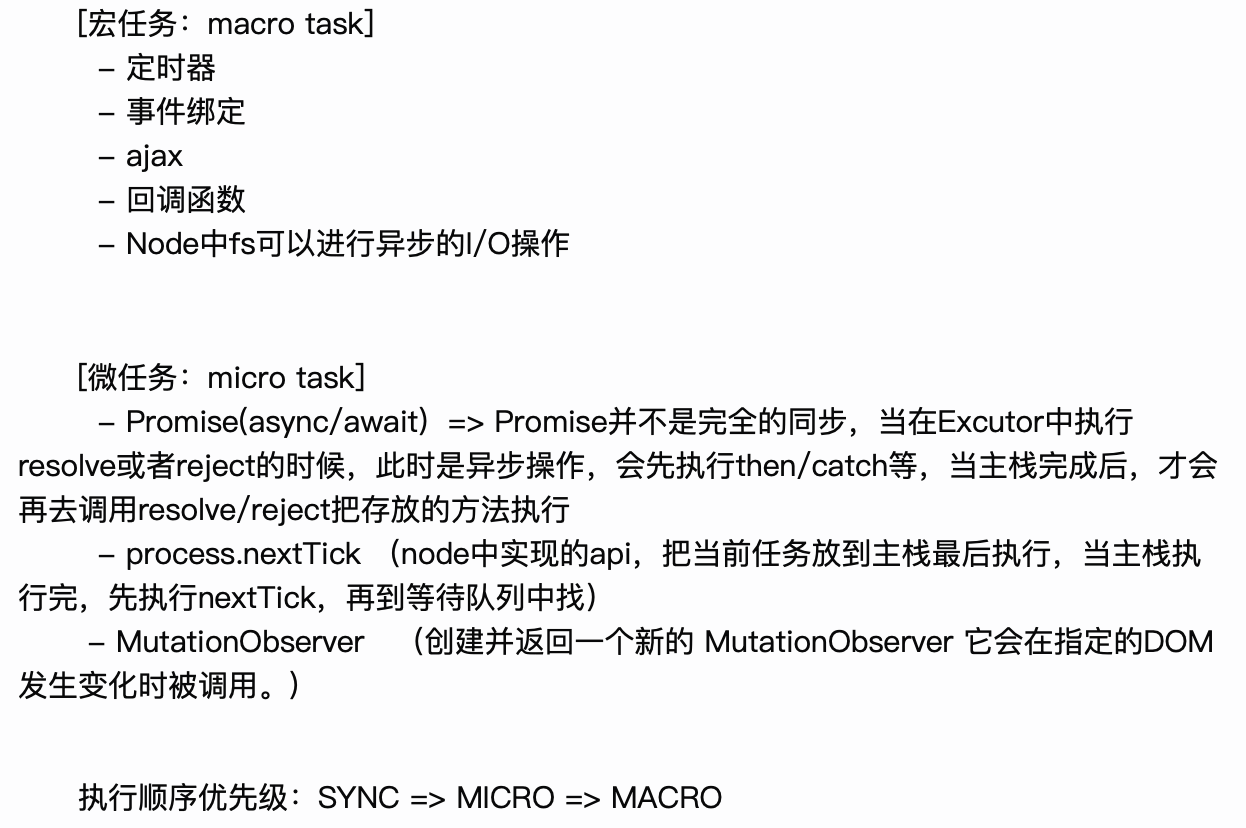 [宏任务：macro task]
– 定时器
– 事件绑定
– ajax
– 回调函数
– Node中fs可以进行异步的I/O操作
[微任务：micro task]
– Promise(async/await） => Promise并不是完全的同步，当在Excutor中执行
resolve或者reject的时候，此时是异步操作，会先执行then/catch等，当主栈完成后，才会
再去调用resolve/reject把存放的方法执行
– process.nextTick （node中实现的api，把当前任务放到主栈最后执行，当主栈执
行完，先执行nextTick，再到等待队列中找）
– MutationObserver （创建并返回一个新的 MutationObserver 它会在指定的DOM
发生变化时被调用。）
执行顺序优先级：SYNC => MICRO => MACRO